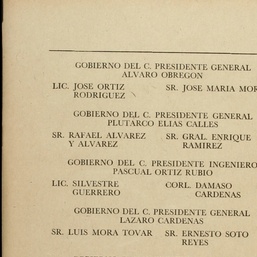 GOBIERNO DEL C. PRESIDENTE GENERAL
ALVARO OBREGON
LIC. JOSE ORTIZ RODRIGUEZ
SR. JOSE MARIA
GOBIERNO DEL C. PRESIDENTE GENERAL
PLUTARCO ELIAS CALLES
SR. RAFAEL ALVAREZ Y ALVAREZ
SR. GRAL. ENRIQUE RAMIREZ
GOBIERNO DEL C. PRESIDENTE INGENIERO
PASCUAL ORTIZ RUBIO
LIC. SILVESTRE GUERRERO
CORL. DAMASO CARDENAS
GOBIERNO DEL C. PRESIDENTE GENERAL
LAZARO CARDENAS
SR. LUIS MORA TOVAR
SR. ERNESTO SOTO REYES